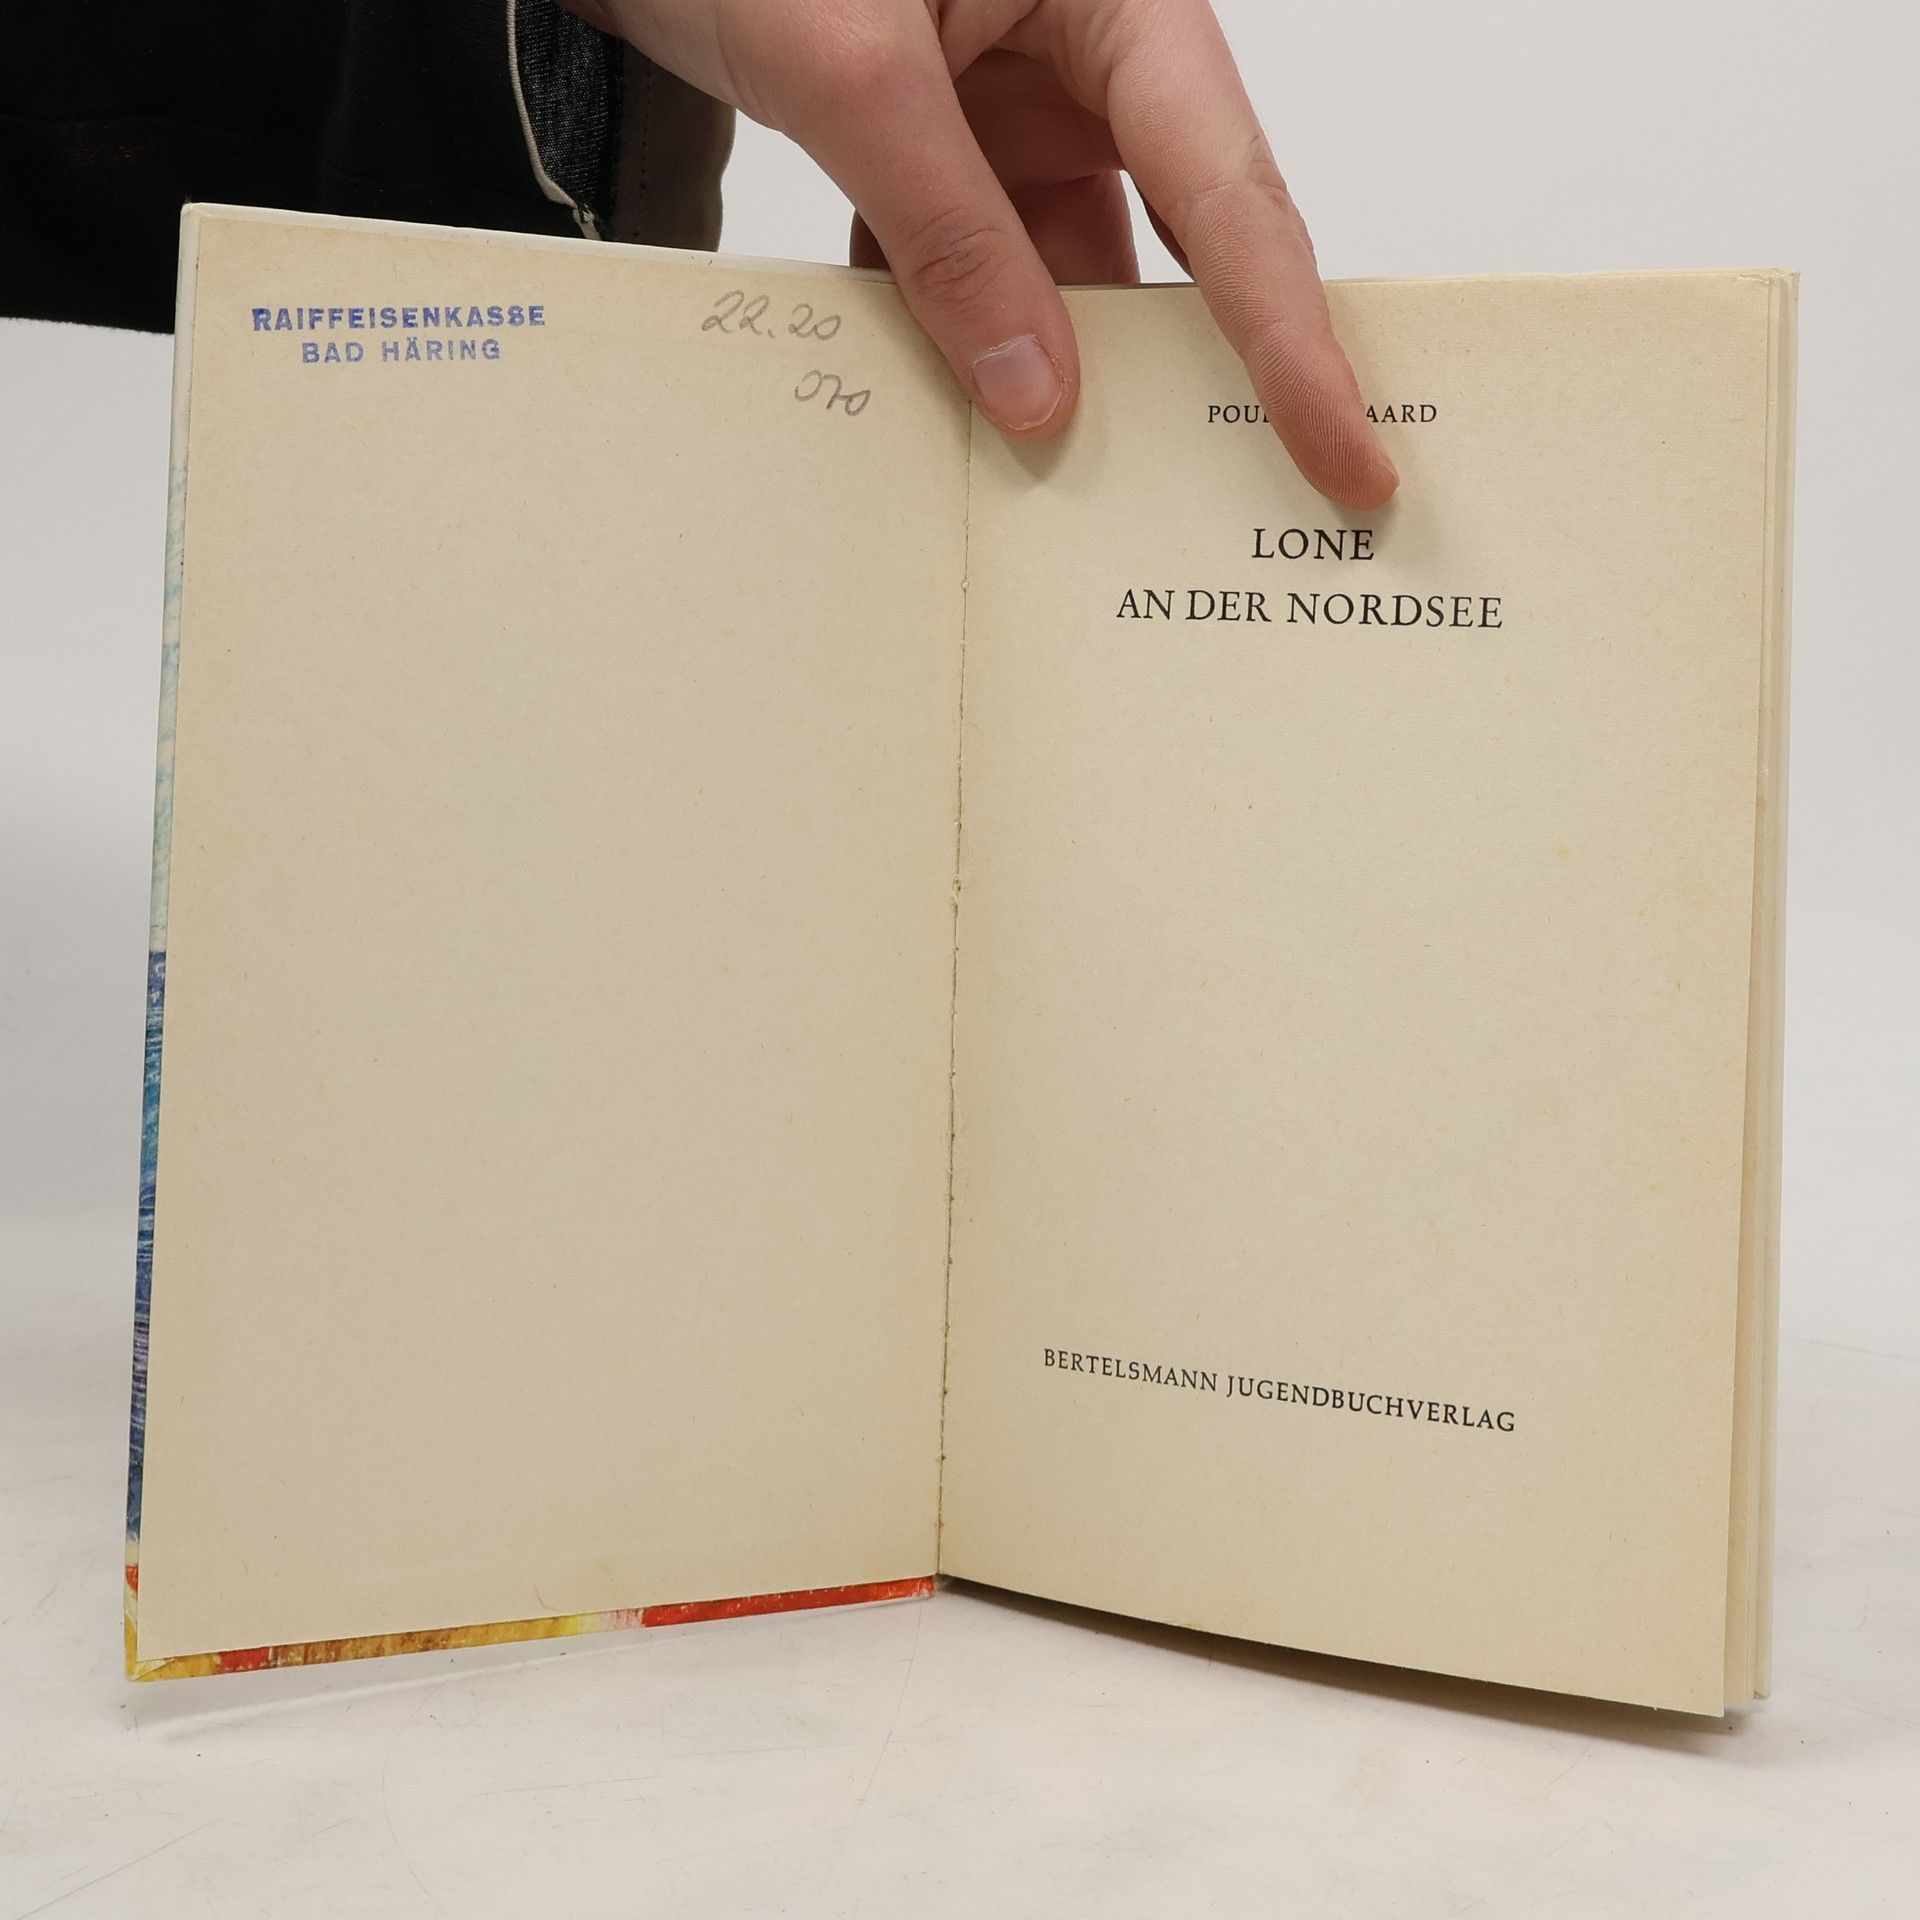 RAIFFEISENKASSE
BAD HÄRING
22.20
070
LONE
AN DER NORDSEE
BERTELSMANN JUGENDBUCHVERLAG